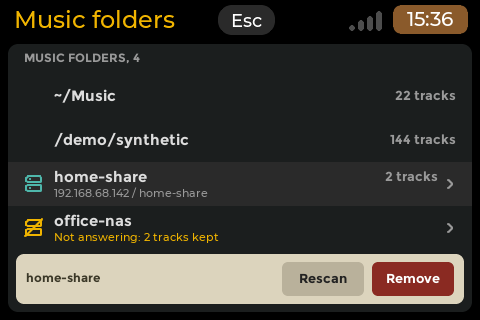 Music folders
Esc
15:36
MUSIC FOLDERS, 4
~/Music
22 tracks
/demo/synthetic
144 tracks
home-share
2 tracks
192.168.68.142 / home-share
office-nas
Not answering: 2 tracks kept
home-share
Rescan
Remove